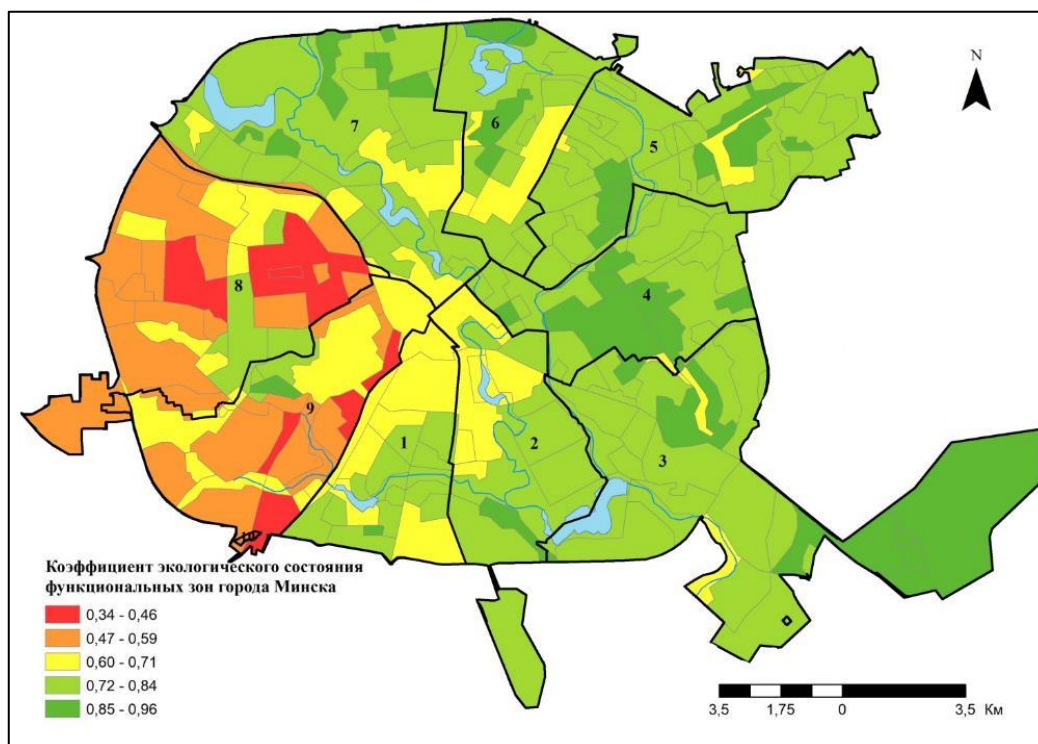 N
7
6
5
8
4
9
1
2
3
Коэффициент экологического состояния
функциональных зон города Минска
0,34 - 0,46
0,47 - 0,59
0,60 - 0,71
0,72 - 0,84
0,85 - 0,96
3,5 1,75 0 3,5 Км